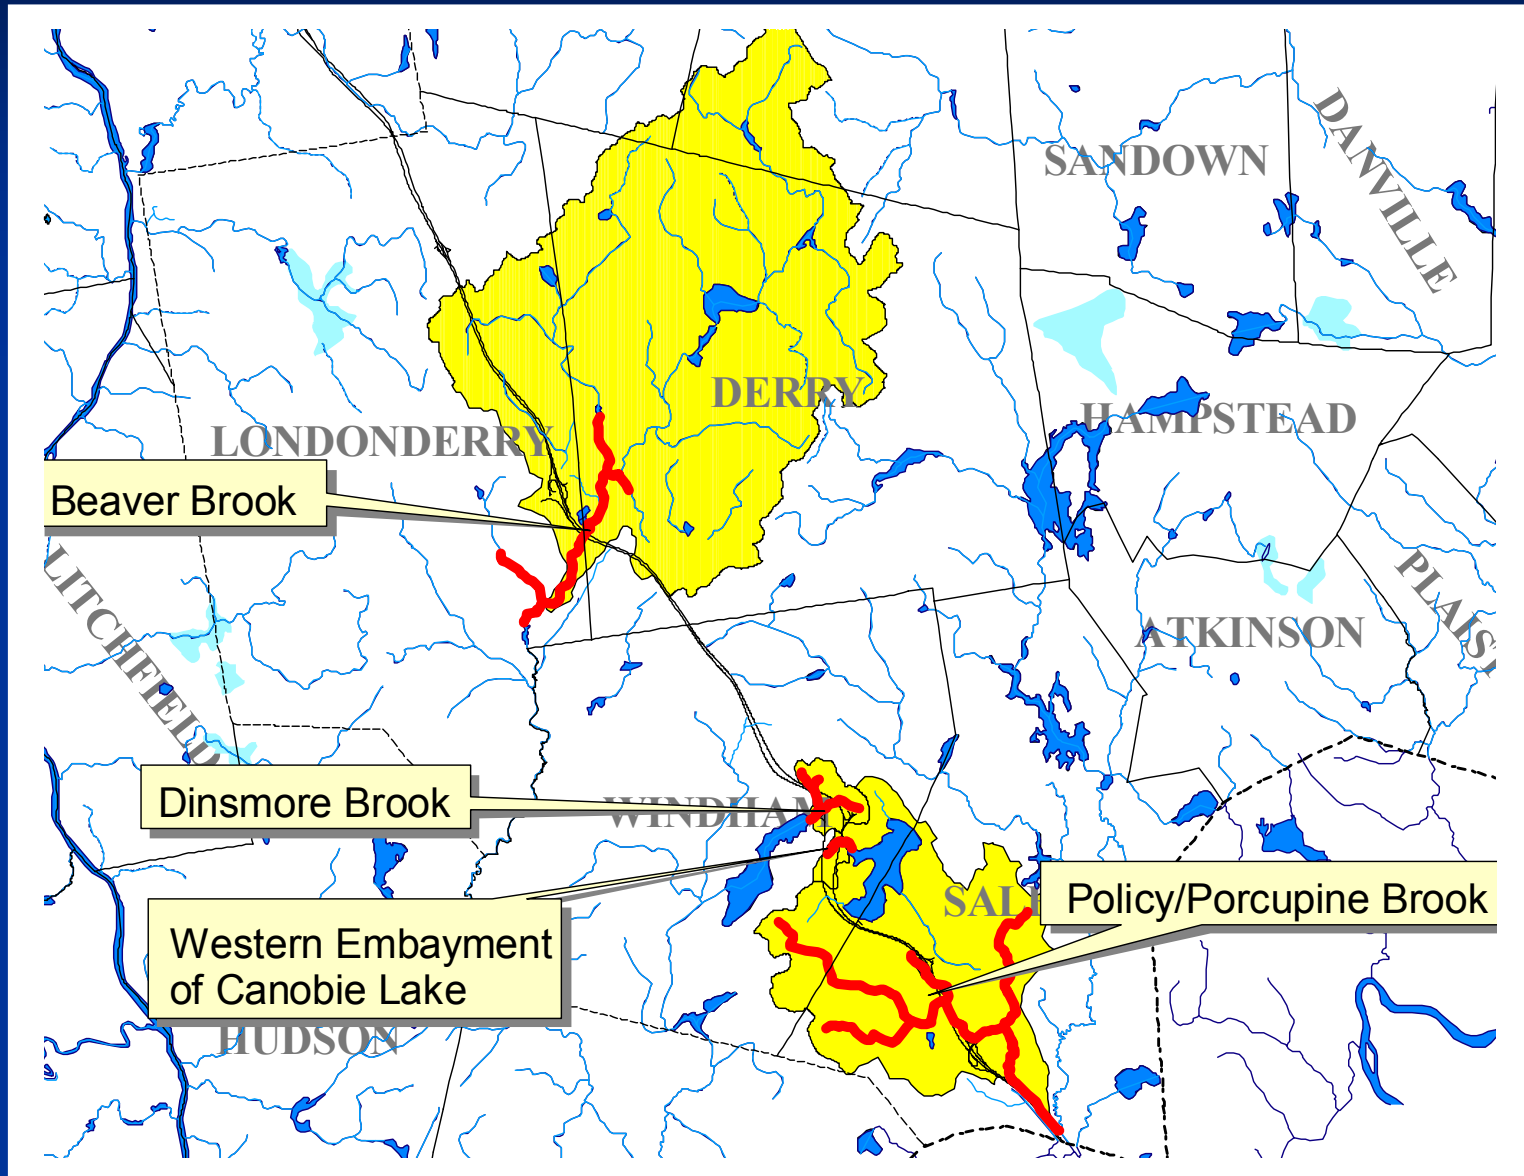 SANDOWN
DANVILLE
DERRY
HAMPSTEAD
LONDONDERRY
Beaver Brook
LITCHFIELD
ATKINSON
Dinsmore Brook
WINDHAM
Policy/Porcupine Brook
Western Embayment
of Canobie Lake
HUDSON